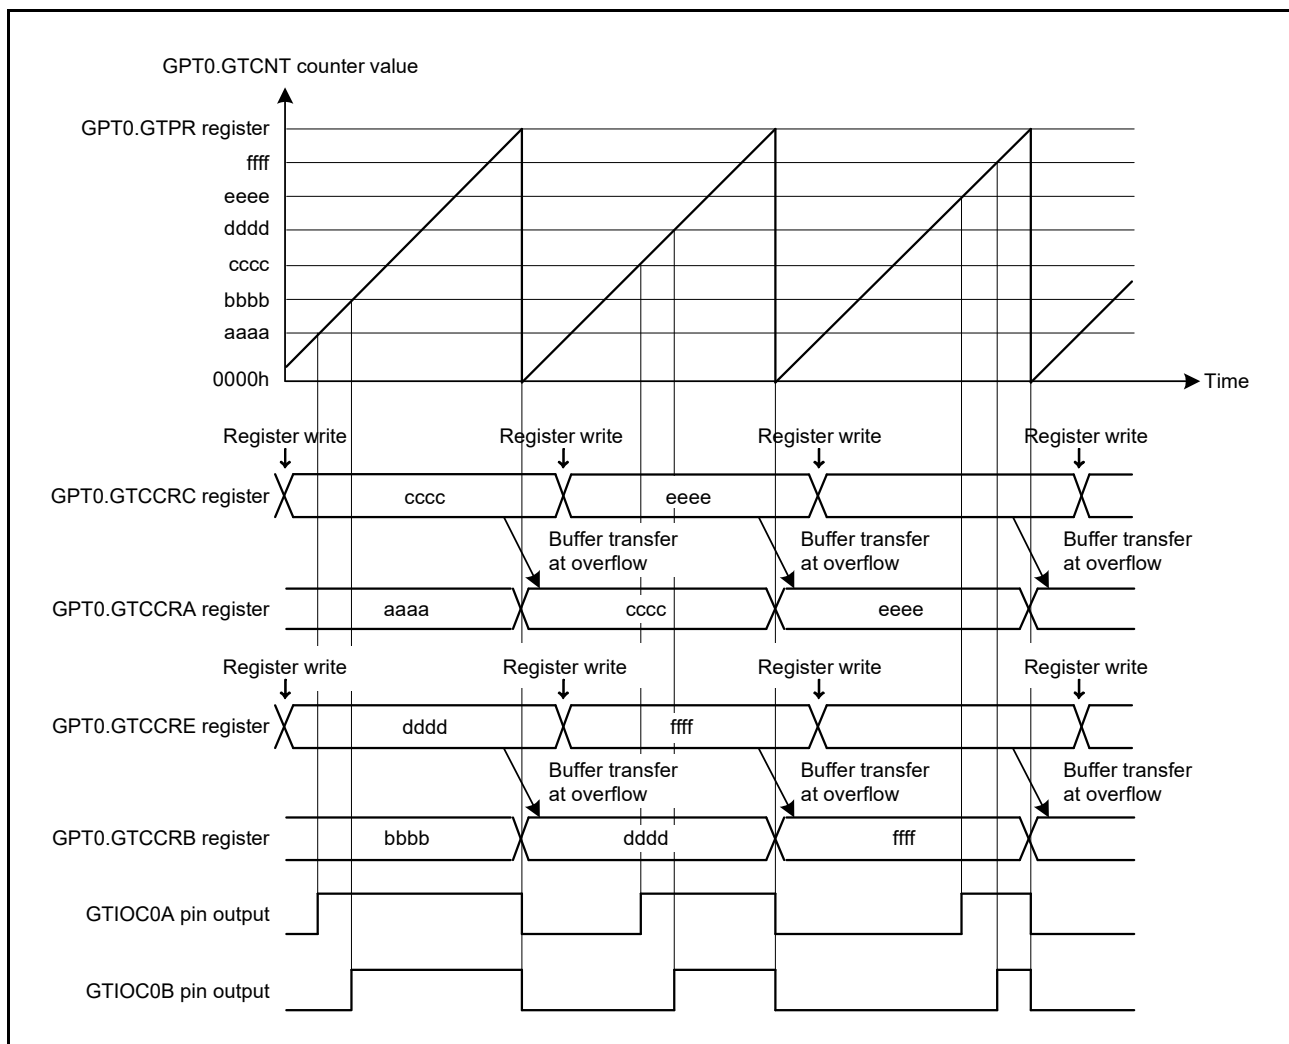 GPT0.GTCNT counter value
GPT0.GTPR register
ffff
eeee
dddd
cccc
bbbb
aaaa
0000h
Time
Register write
Register write
Register write
Register write
GPT0.GTCCRC register
cccc
eeee
Buffer transfer
at overflow
Buffer transfer
at overflow
Buffer transfer
at overflow
GPT0.GTCCRA register
aaaa
cccc
eeee
Register write
Register write
Register write
Register write
GPT0.GTCCRE register
dddd
ffff
Buffer transfer
at overflow
Buffer transfer
at overflow
Buffer transfer
at overflow
GPT0.GTCCRB register
bbbb
dddd
ffff
GTIOC0A pin output
GTIOC0B pin output